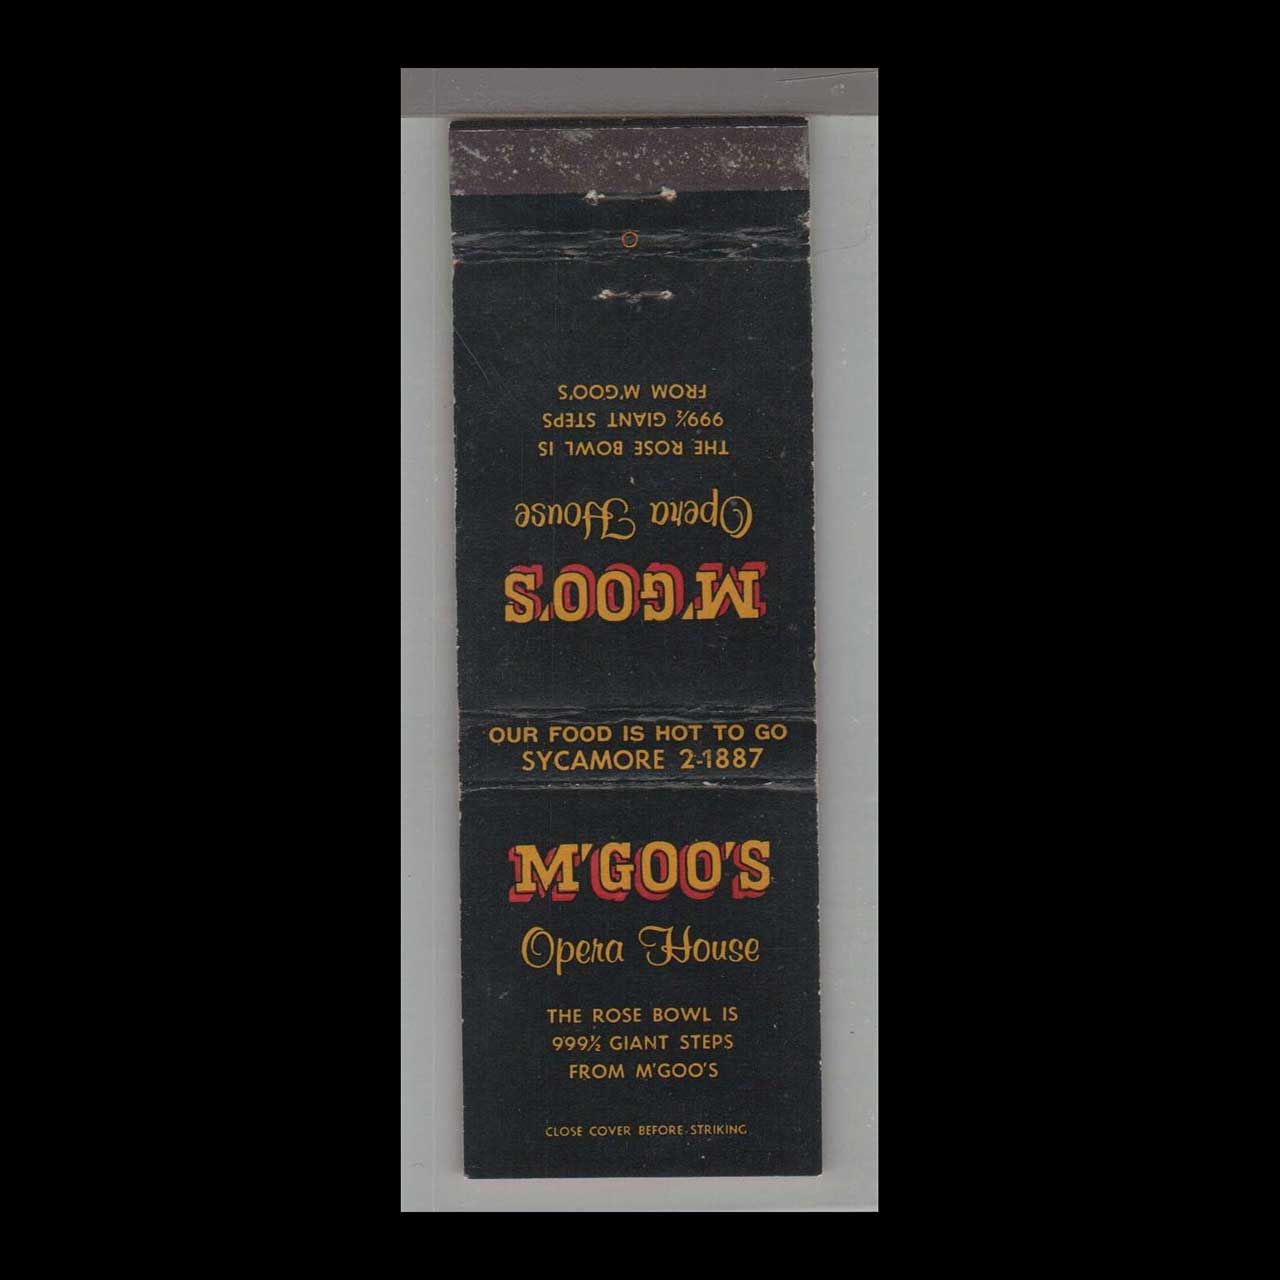 FROM M'GOO'S
999½ GIANT STEPS
THE ROSE BOWL IS
Opera House
M'GOO'S
OUR FOOD IS HOT TO GO
SYCAMORE 2-1887
M'GOO'S
Opera House
THE ROSE BOWL IS
999½ GIANT STEPS
FROM M'GOO'S
CLOSE COVER BEFORE STRIKING